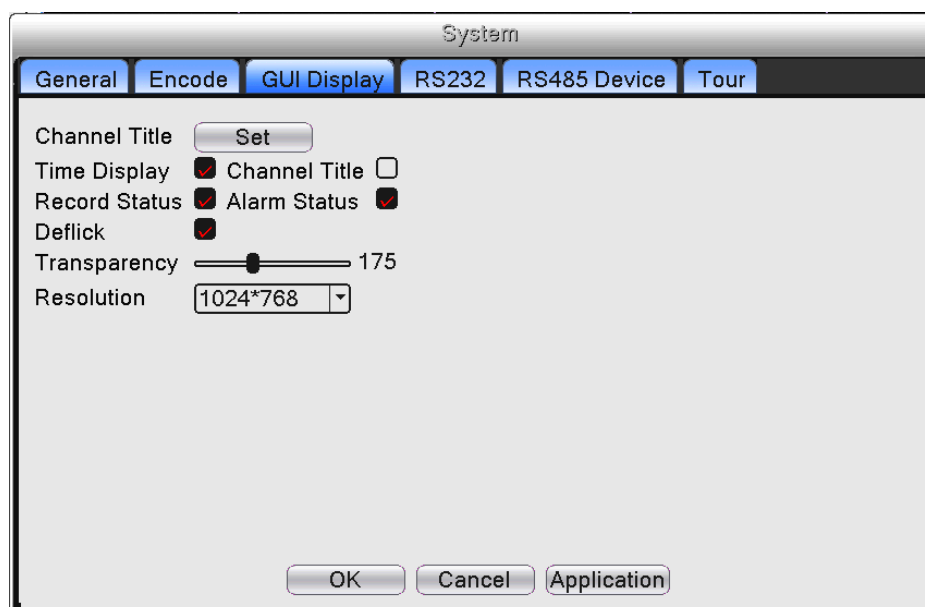 System
General Encode GUI Display RS232 RS485 Device Tour
Channel Title Set
Time Display Channel Title
Record Status Alarm Status
Deflick
Transparency 175
Resolution 1024*768
OK Cancel Application